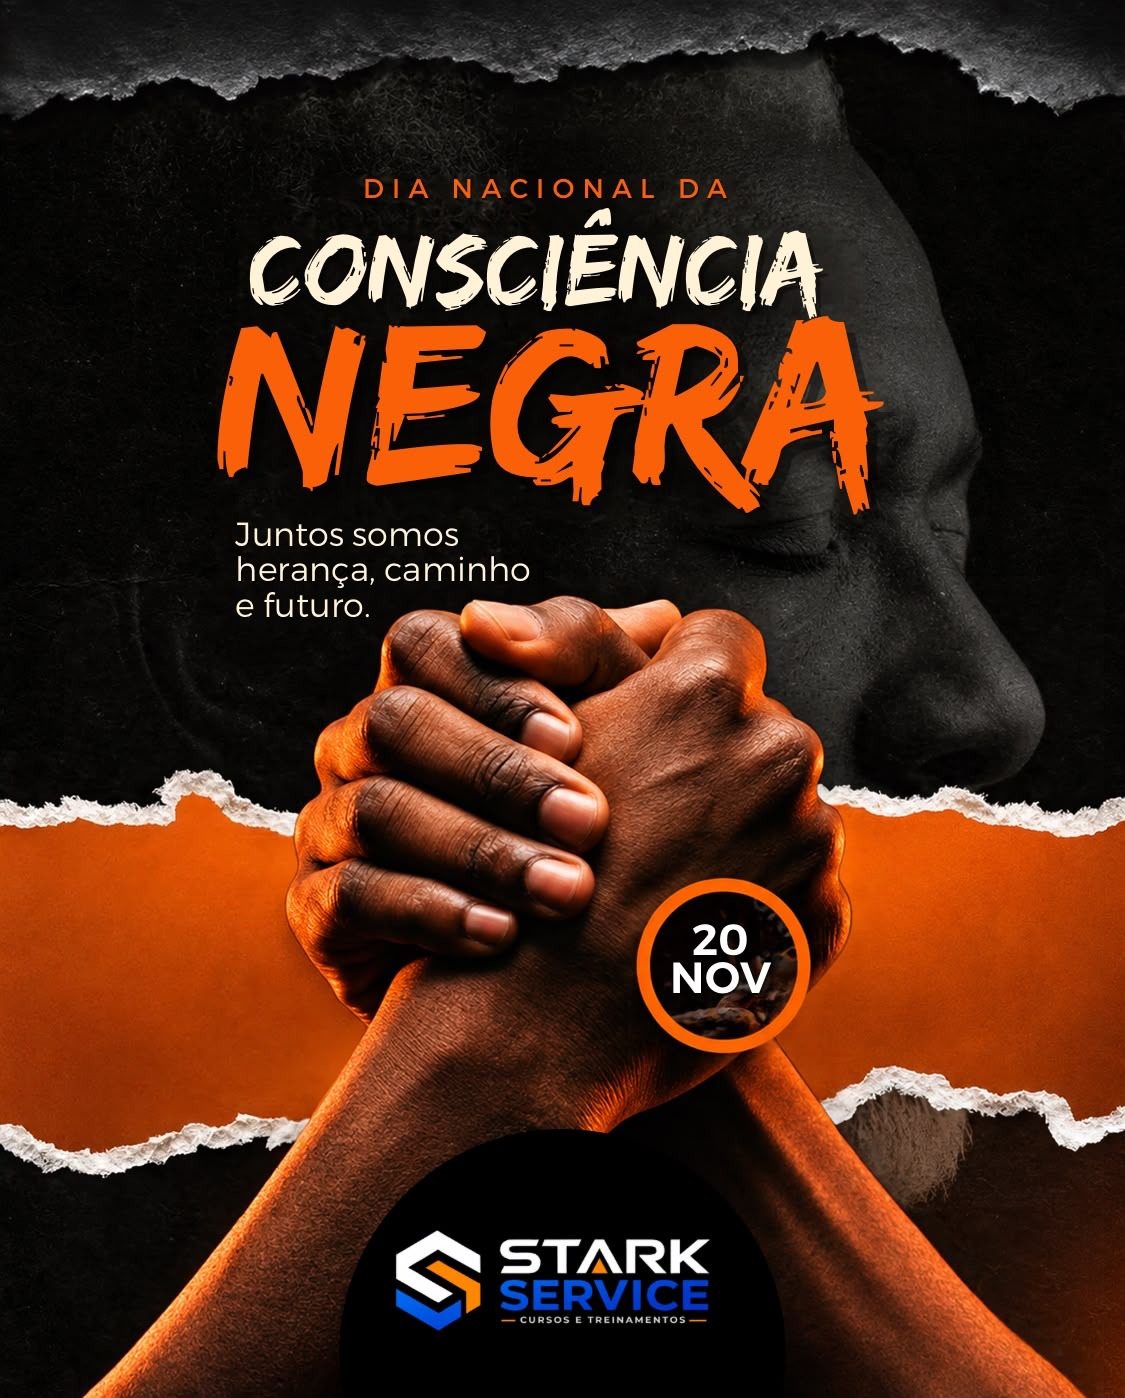 DIA NACIONAL DA
CONSCIÊNCIA
NEGRA
Juntos somos
herança, caminho
e futuro.
20
NOV
STARK
SERVICE
CURSOS E TREINAMENTOS